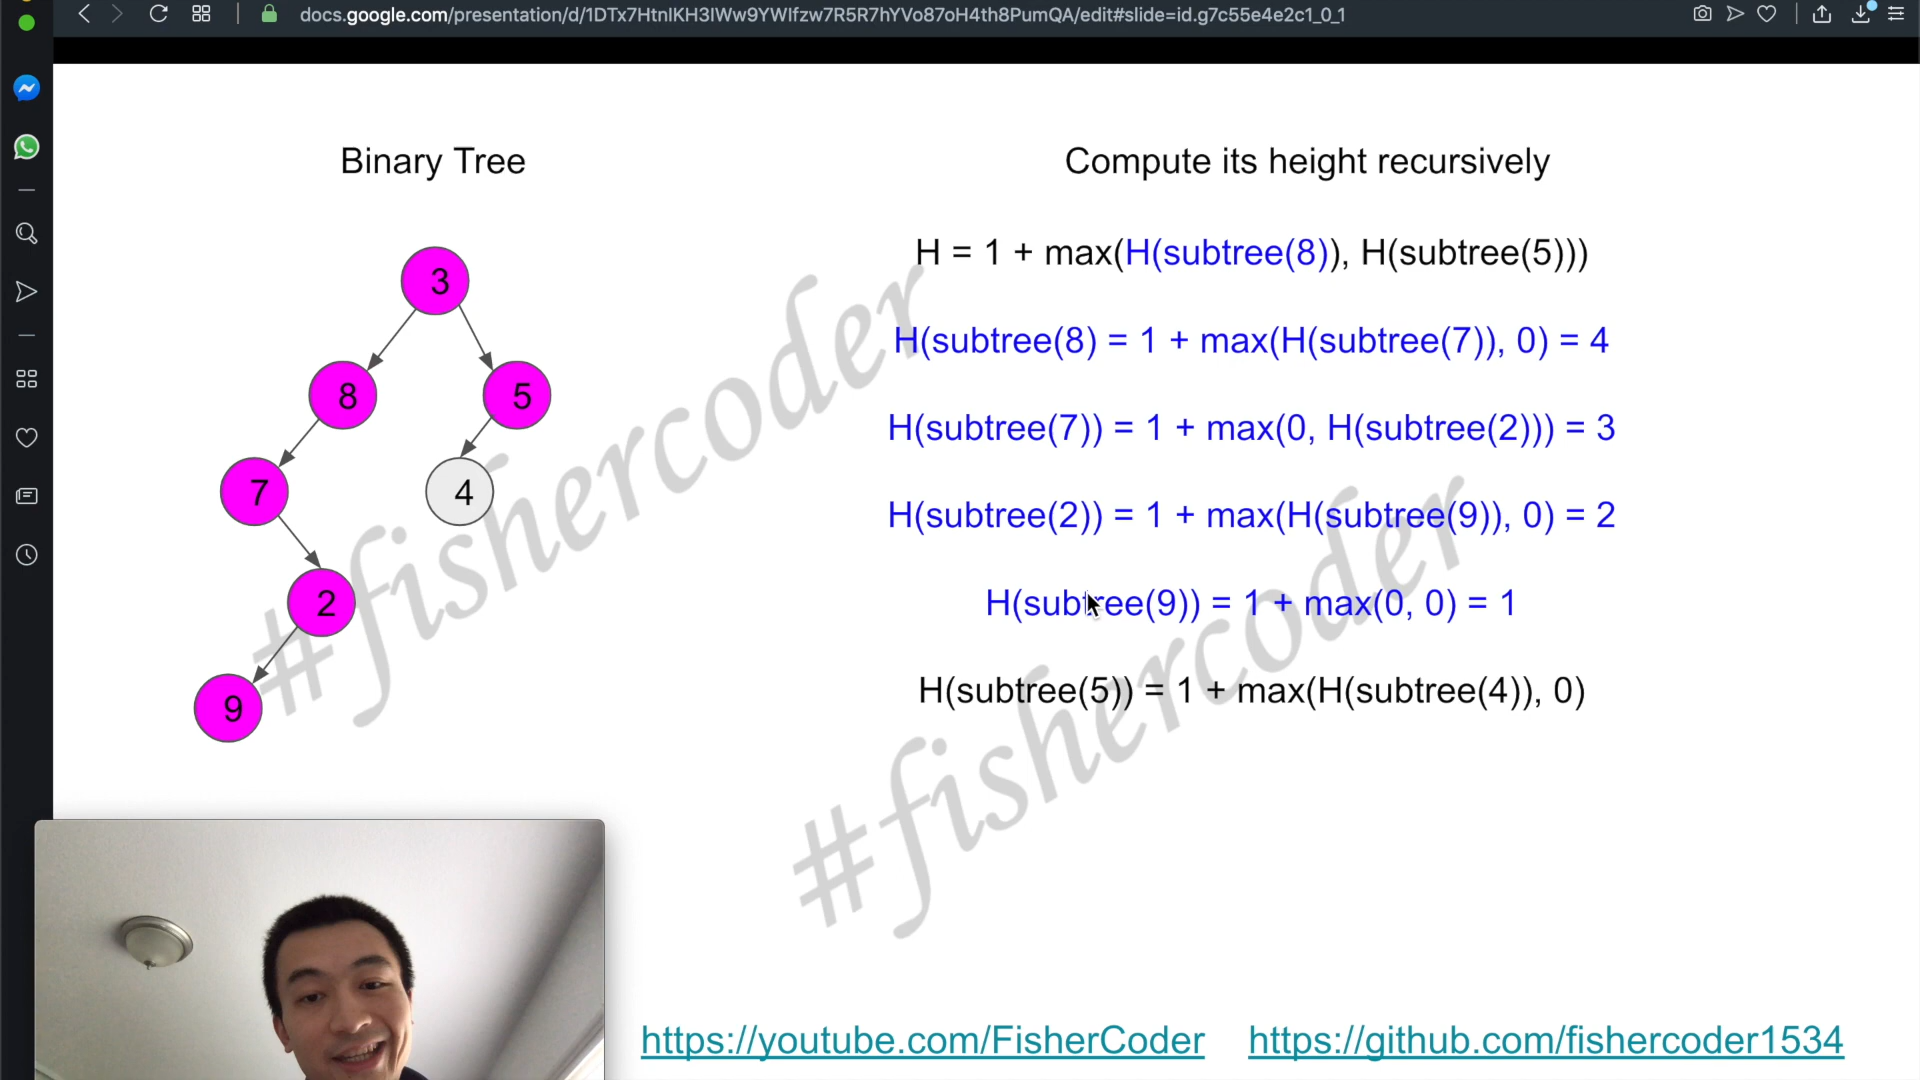 docs.google.com/presentation/d/1DTx7HtnIKH3IWw9YWIfzw7R5R7hYVo87oH4th8PumQA/edit#slide=id.g7c55e4e2c1_0_1
Binary Tree
Compute its height recursively
3
8
5
7
4
2
9
H = 1 + max(H(subtree(8)), H(subtree(5)))
H(subtree(8) = 1 + max(H(subtree(7)), 0) = 4
H(subtree(7)) = 1 + max(0, H(subtree(2))) = 3
H(subtree(2)) = 1 + max(H(subtree(9)), 0) = 2
H(subtree(9)) = 1 + max(0, 0) = 1
H(subtree(5)) = 1 + max(H(subtree(4)), 0)
#fishercoder
#fishercoder
https://youtube.com/FisherCoder
https://github.com/fishercoder1534